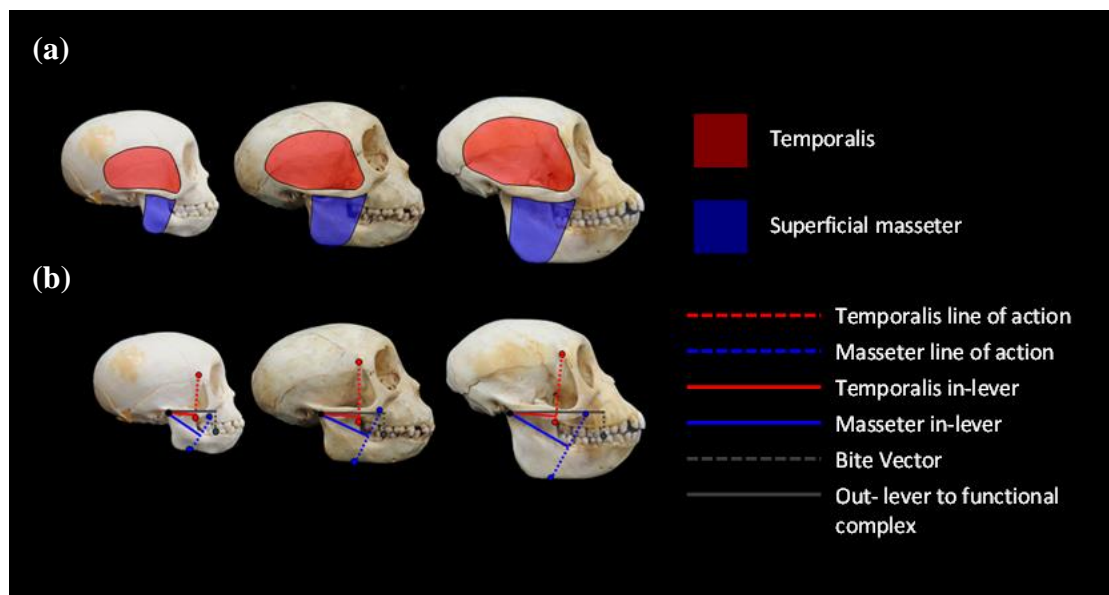 (a)
Temporalis
Superficial masseter
(b)
Temporalis line of action
Masseter line of action
Temporalis in-lever
Masseter in-lever
Bite Vector
Out- lever to functional
complex